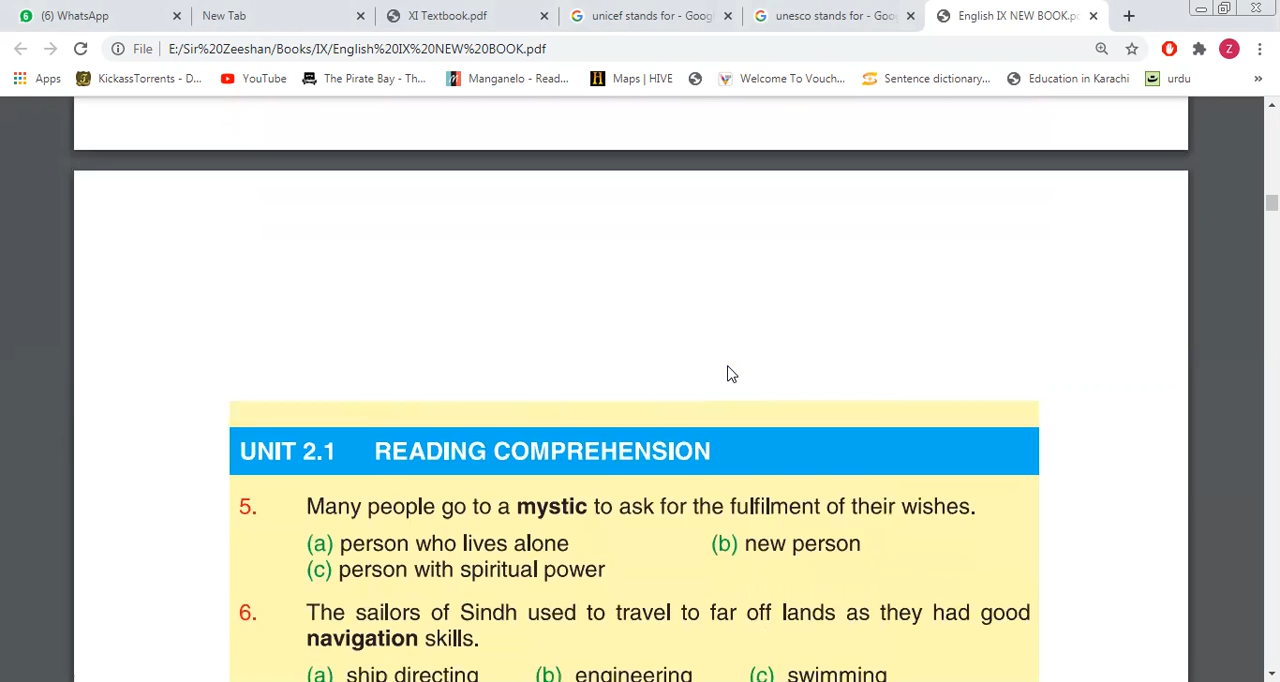 (6) WhatsApp
New Tab
XI Textbook.pdf
unicef stands for - Goog
unesco stands for - Goo
English IX NEW BOOK.p
File
E:/Sir%20Zeeshan/Books/IX/English%20IX%20NEW%20BOOK.pdf
Z
Apps
KickassTorrents - D...
YouTube
The Pirate Bay - Th...
Manganelo - Read...
Maps | HIVE
Welcome To Vouch...
Sentence dictionary...
Education in Karachi
urdu
»
UNIT 2.1 READING COMPREHENSION
5. Many people go to a mystic to ask for the fulfilment of their wishes.
(a) person who lives alone (b) new person
(c) person with spiritual power
6. The sailors of Sindh used to travel to far off lands as they had good
navigation skills.
(a) ship directing (b) engineering (c) swimming